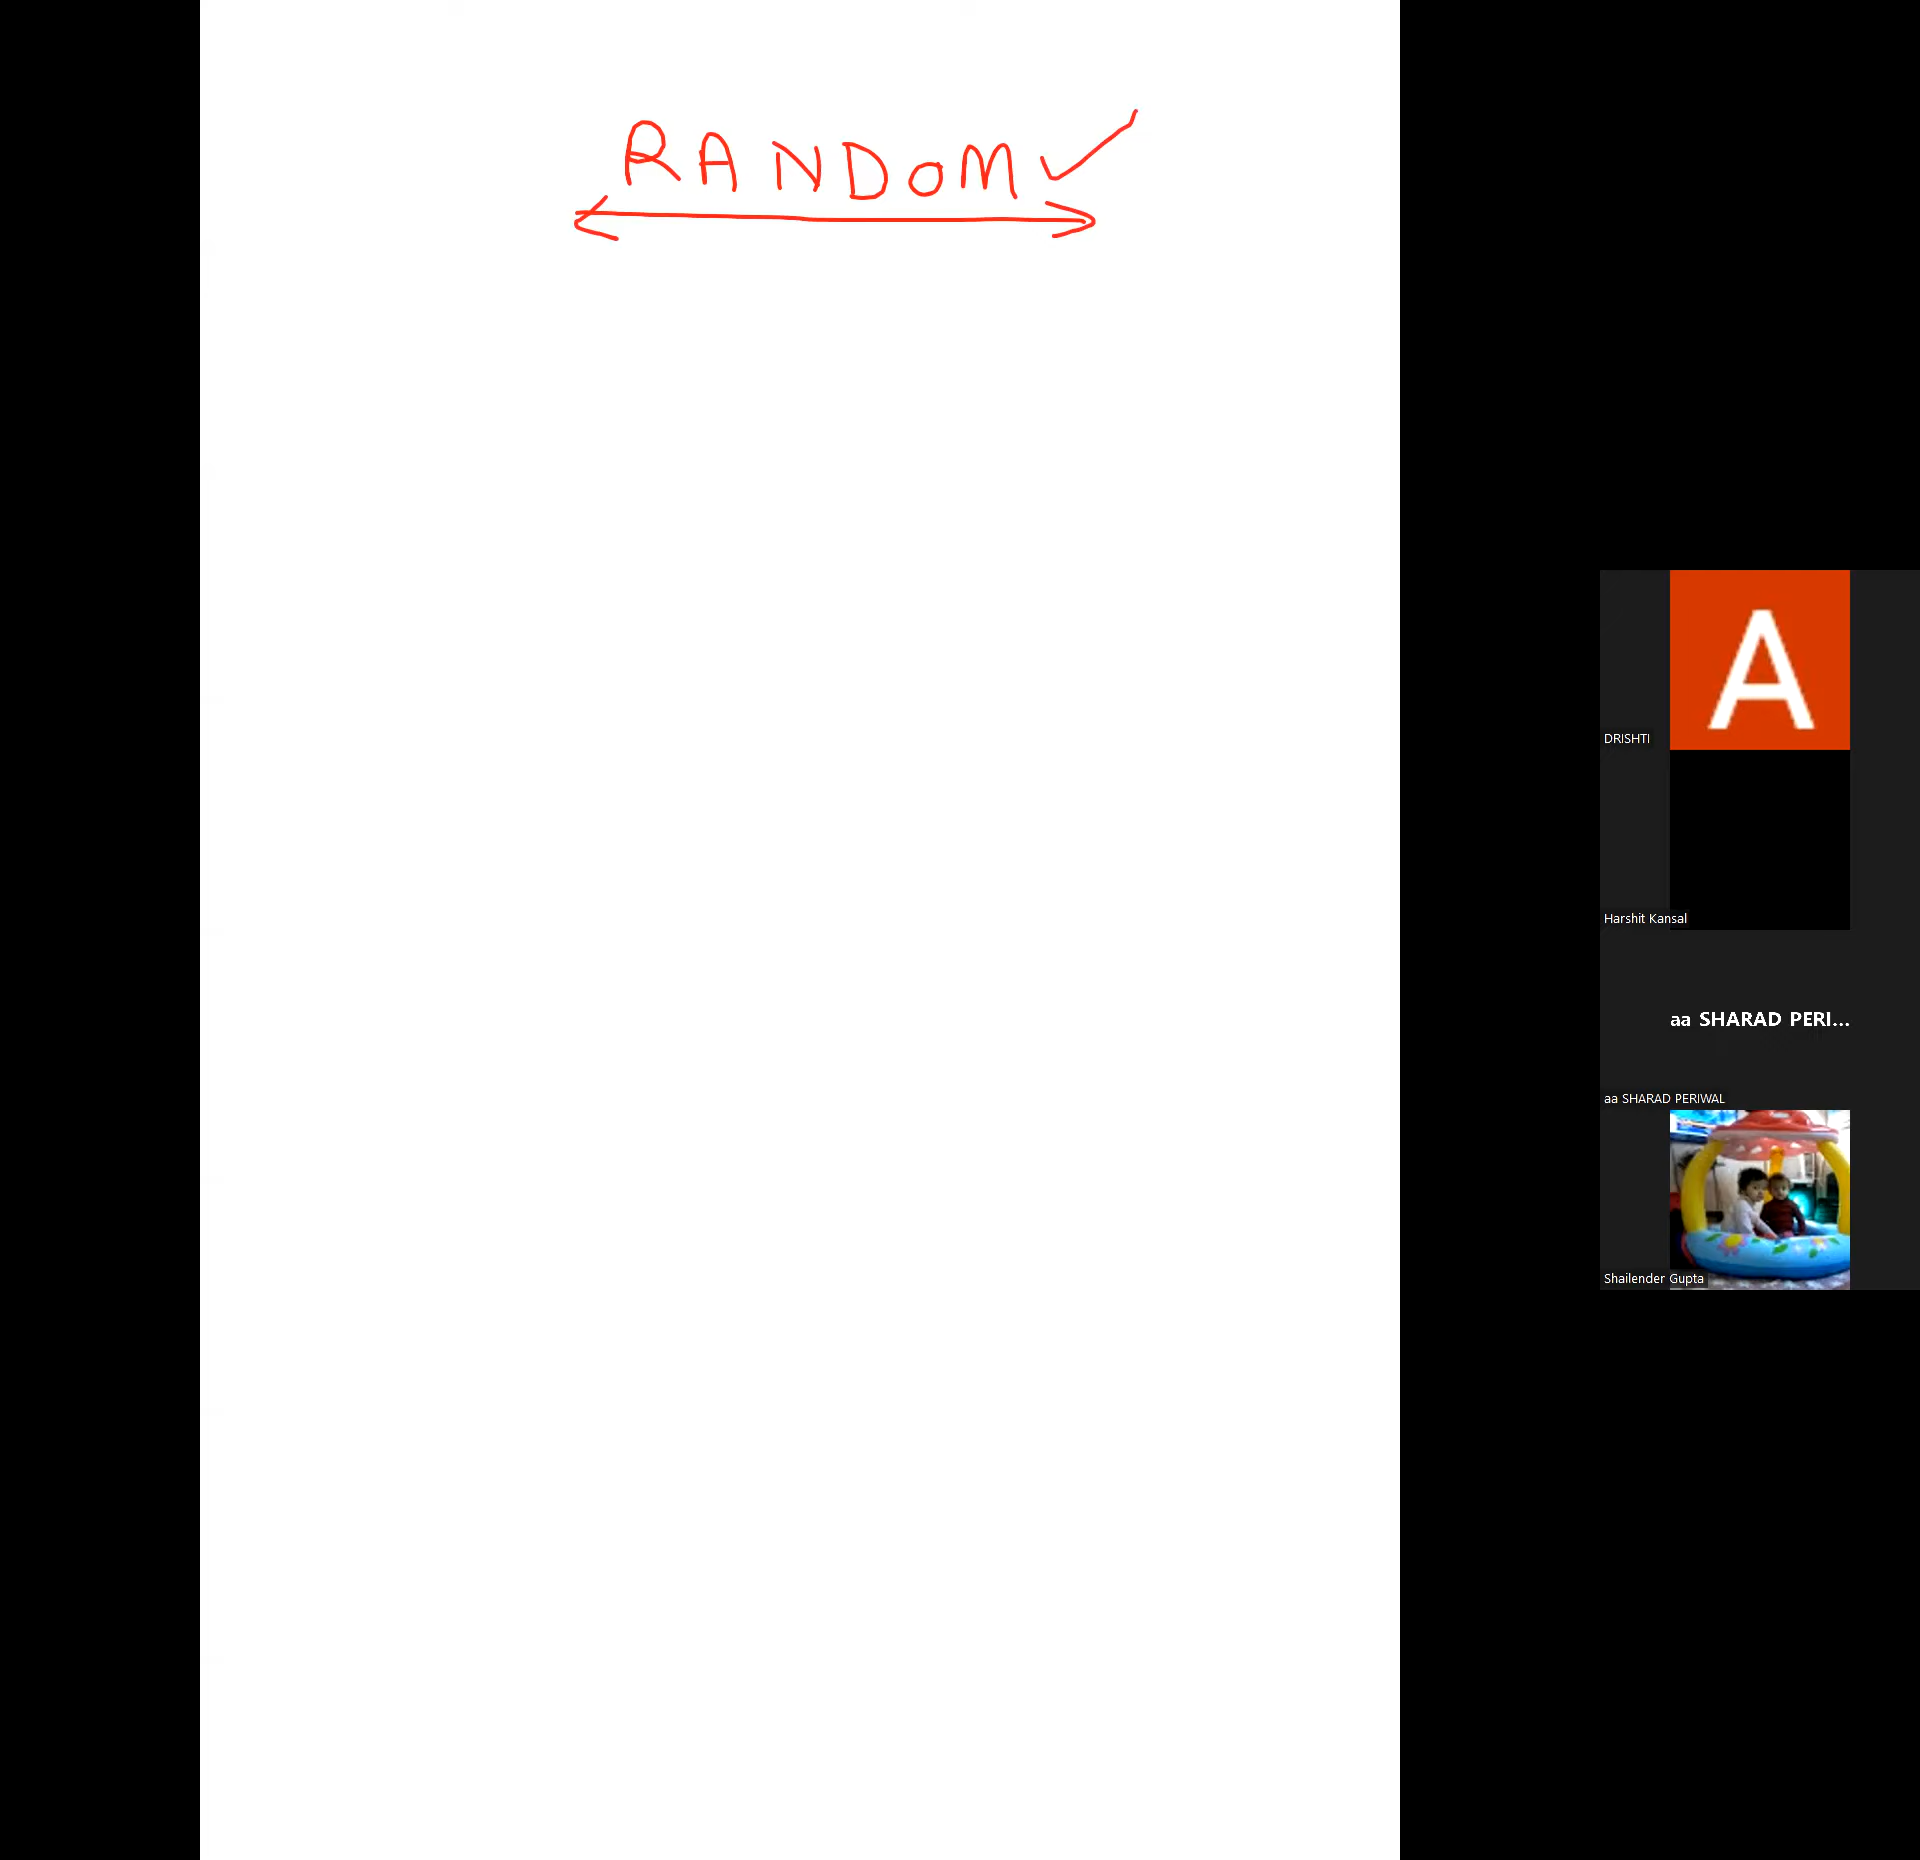 RANDOM
A
DRISHTI
Harshit Kansal
aa SHARAD PERI...
aa SHARAD PERIWAL
Shailender Gupta